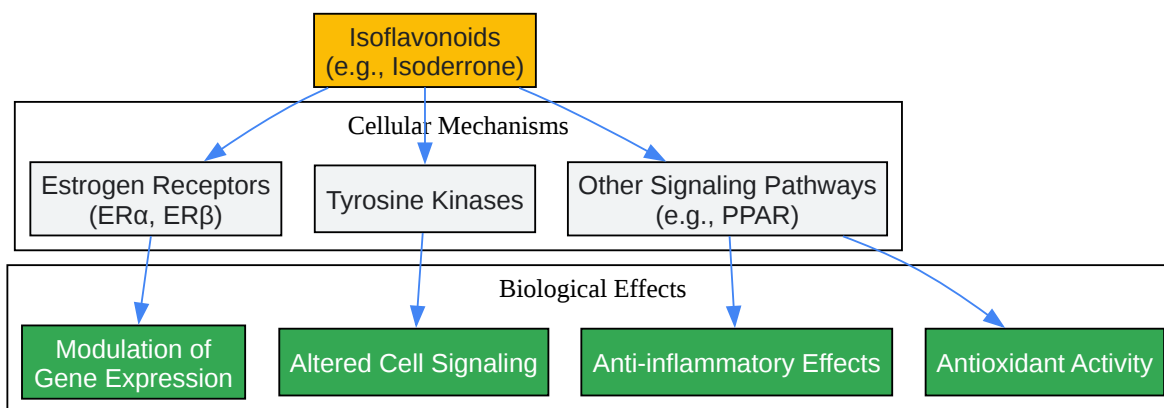 Isoflavonoids
(e.g., Isoderrone)
Cellular Mechanisms
Estrogen Receptors
(ERα, ERβ)
Tyrosine Kinases
Other Signaling Pathways
(e.g., PPAR)
Biological Effects
Modulation of
Gene Expression
Altered Cell Signaling
Anti-inflammatory Effects
Antioxidant Activity